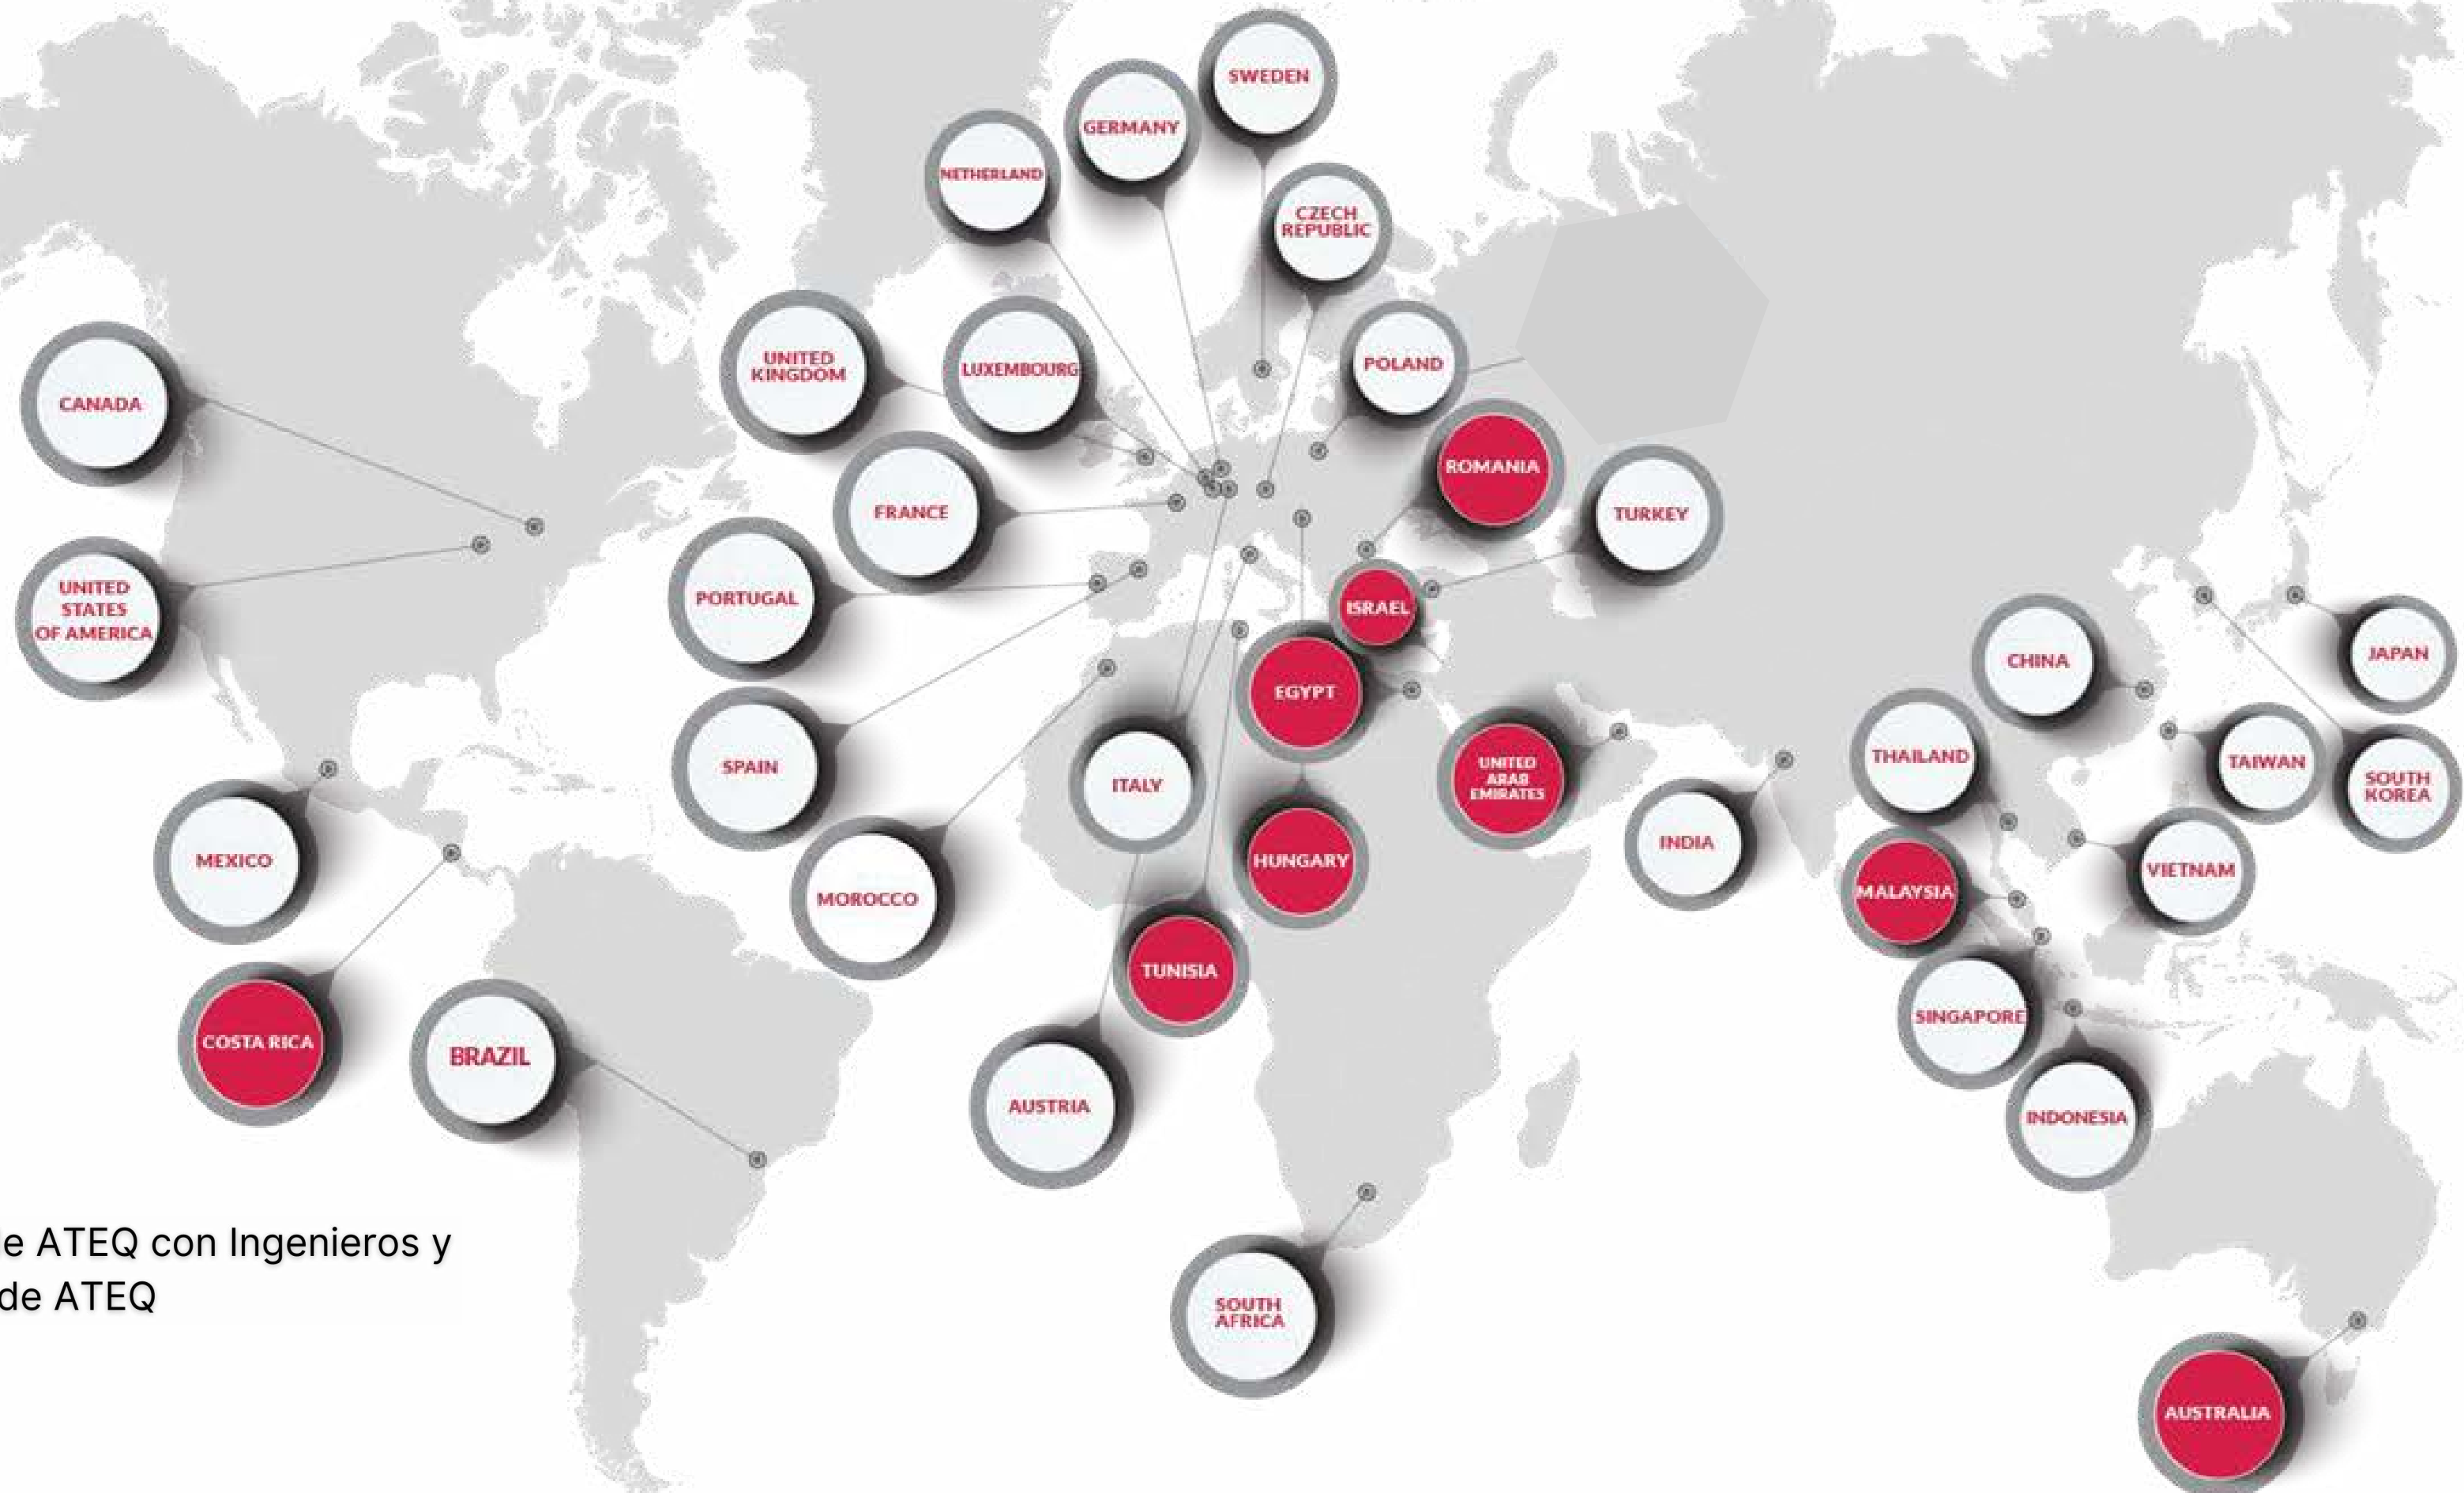 SWEDEN
GERMANY
NETHERLAND
CZECH
REPUBLIC
UNITED
KINGDOM
LUXEMBOURG
POLAND
CANADA
ROMANIA
FRANCE
TURKEY
UNITED
STATES
OF AMERICA
PORTUGAL
ISRAEL
CHINA
JAPAN
EGYPT
SPAIN
ITALY
UNITED
ARAB
EMIRATES
THAILAND
TAIWAN
SOUTH
KOREA
INDIA
MEXICO
HUNGARY
VIETNAM
MALAYSIA
MOROCCO
TUNISIA
SINGAPORE
COSTA RICA
BRAZIL
AUSTRIA
INDONESIA
e ATEQ con Ingenieros y
de ATEQ
SOUTH
AFRICA
AUSTRALIA